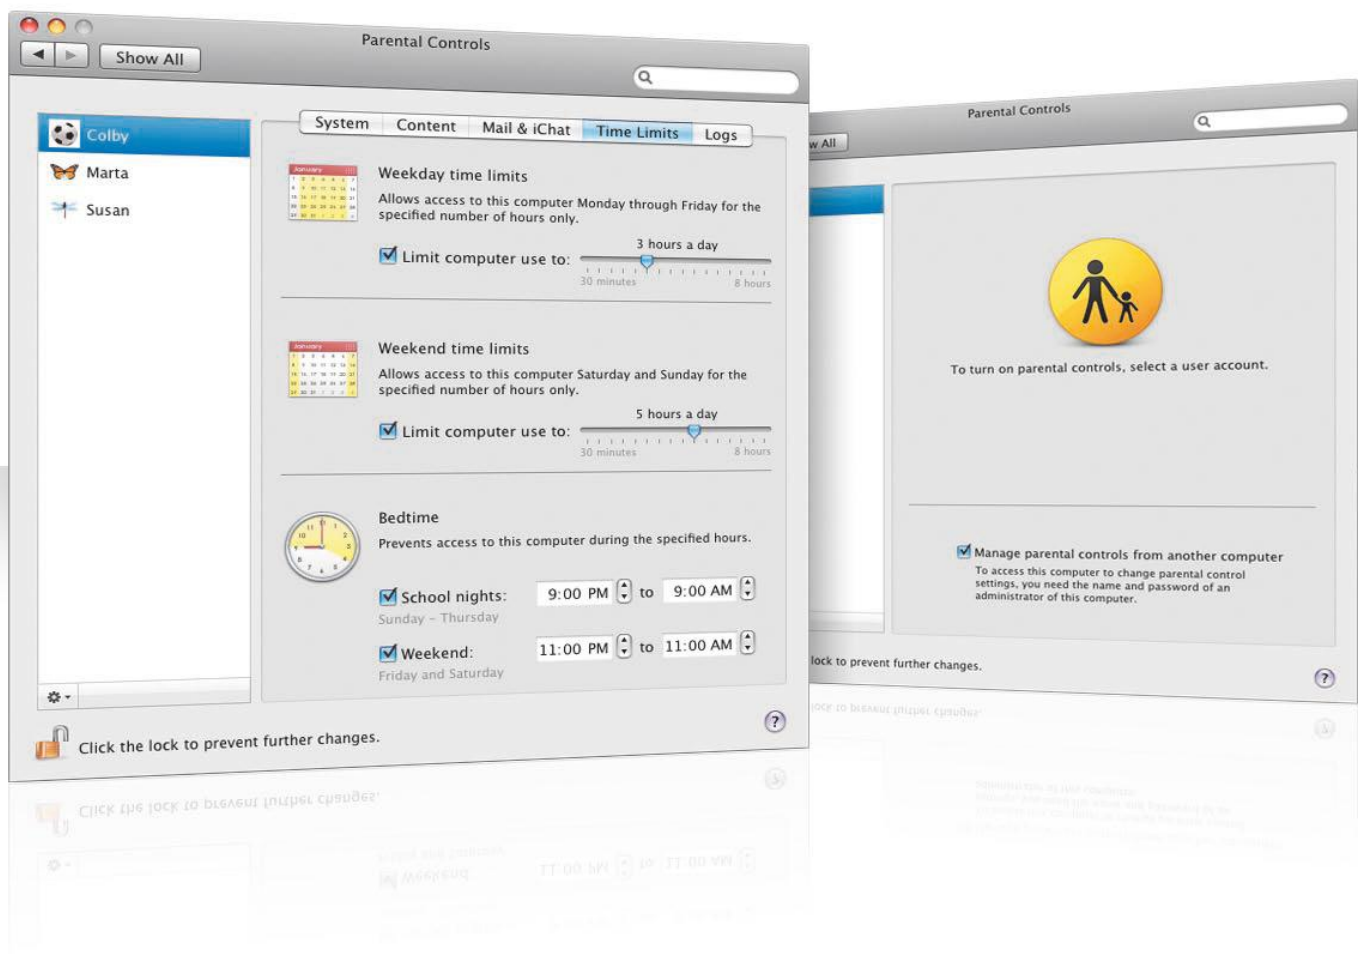 Parental Controls
Show All
Colby
Marta
Susan
System Content Mail & iChat Time Limits Logs
January
Weekday time limits
Allows access to this computer Monday through Friday for the
specified number of hours only.
3 hours a day
Limit computer use to:
30 minutes 8 hours
January
Weekend time limits
Allows access to this computer Saturday and Sunday for the
specified number of hours only.
5 hours a day
Limit computer use to:
30 minutes 8 hours
Bedtime
Prevents access to this computer during the specified hours.
School nights: 9:00 PM to 9:00 AM
Sunday – Thursday
Weekend: 11:00 PM to 11:00 AM
Friday and Saturday
Click the lock to prevent further changes.
?
Parental Controls
w All
To turn on parental controls, select a user account.
Manage parental controls from another computer
To access this computer to change parental control
settings, you need the name and password of an
administrator of this computer.
lock to prevent further changes.
?